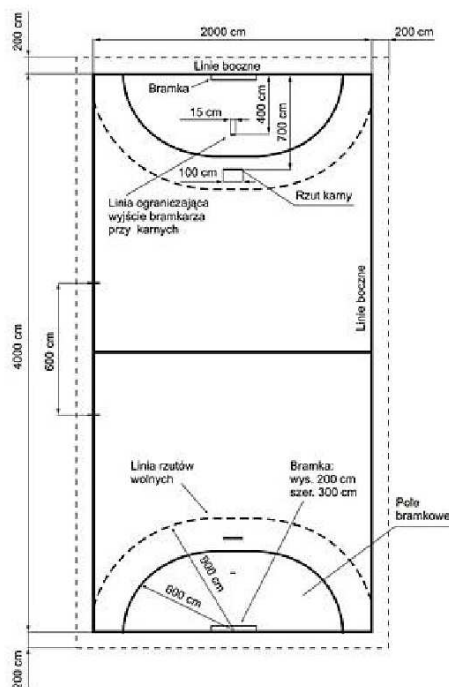 200 cm
2000 cm
200 cm
Linie boczne
Bramka
15 cm
400 cm
700 cm
100 cm
Rzut karny
Linia ograniczająca
wyjście bramkarza
przy karnych
Linie boczne
4000 cm
600 cm
Linia rzutów
wolnych
Bramka:
wys. 200 cm
szer. 300 cm
Pole
bramkowe
900 cm
600 cm
200 cm